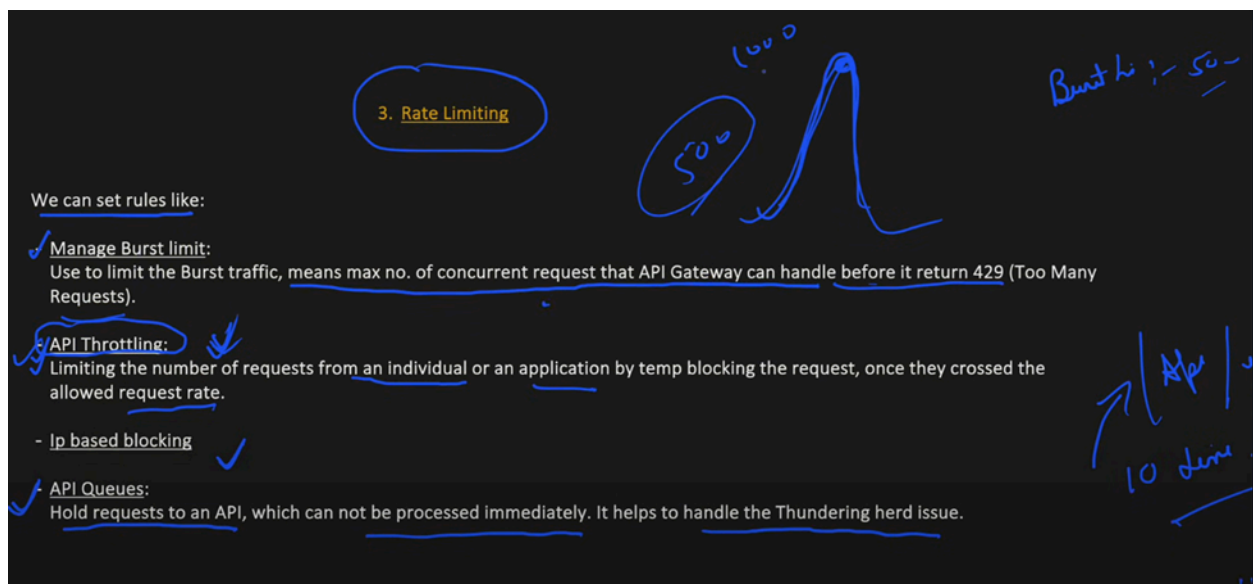 1000
Burst li :- 50-
3. Rate Limiting
500
We can set rules like:
- Manage Burst limit:
Use to limit the Burst traffic, means max no. of concurrent request that API Gateway can handle before it return 429 (Too Many
Requests).
- API Throttling:
Limiting the number of requests from an individual or an application by temp blocking the request, once they crossed the
allowed request rate.
- Ip based blocking
10
- API Queues:
Hold requests to an API, which can not be processed immediately. It helps to handle the Thundering herd issue.